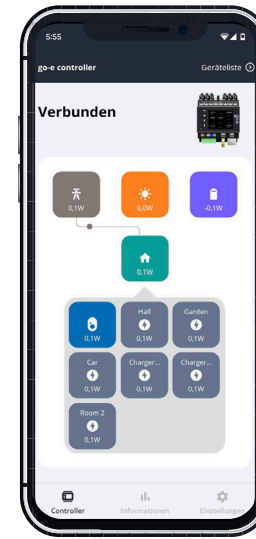 5:55
go-e controller
Geräteliste
Verbunden
0,1W
0,0W
-0,1W
0,1W
Hall
Garden
0,1W
0,1W
0,1W
Car
Charger...
Charger...
0,1W
0,1W
0,1W
Room 2
0,1W
Controller
Informationen
Einstellungen